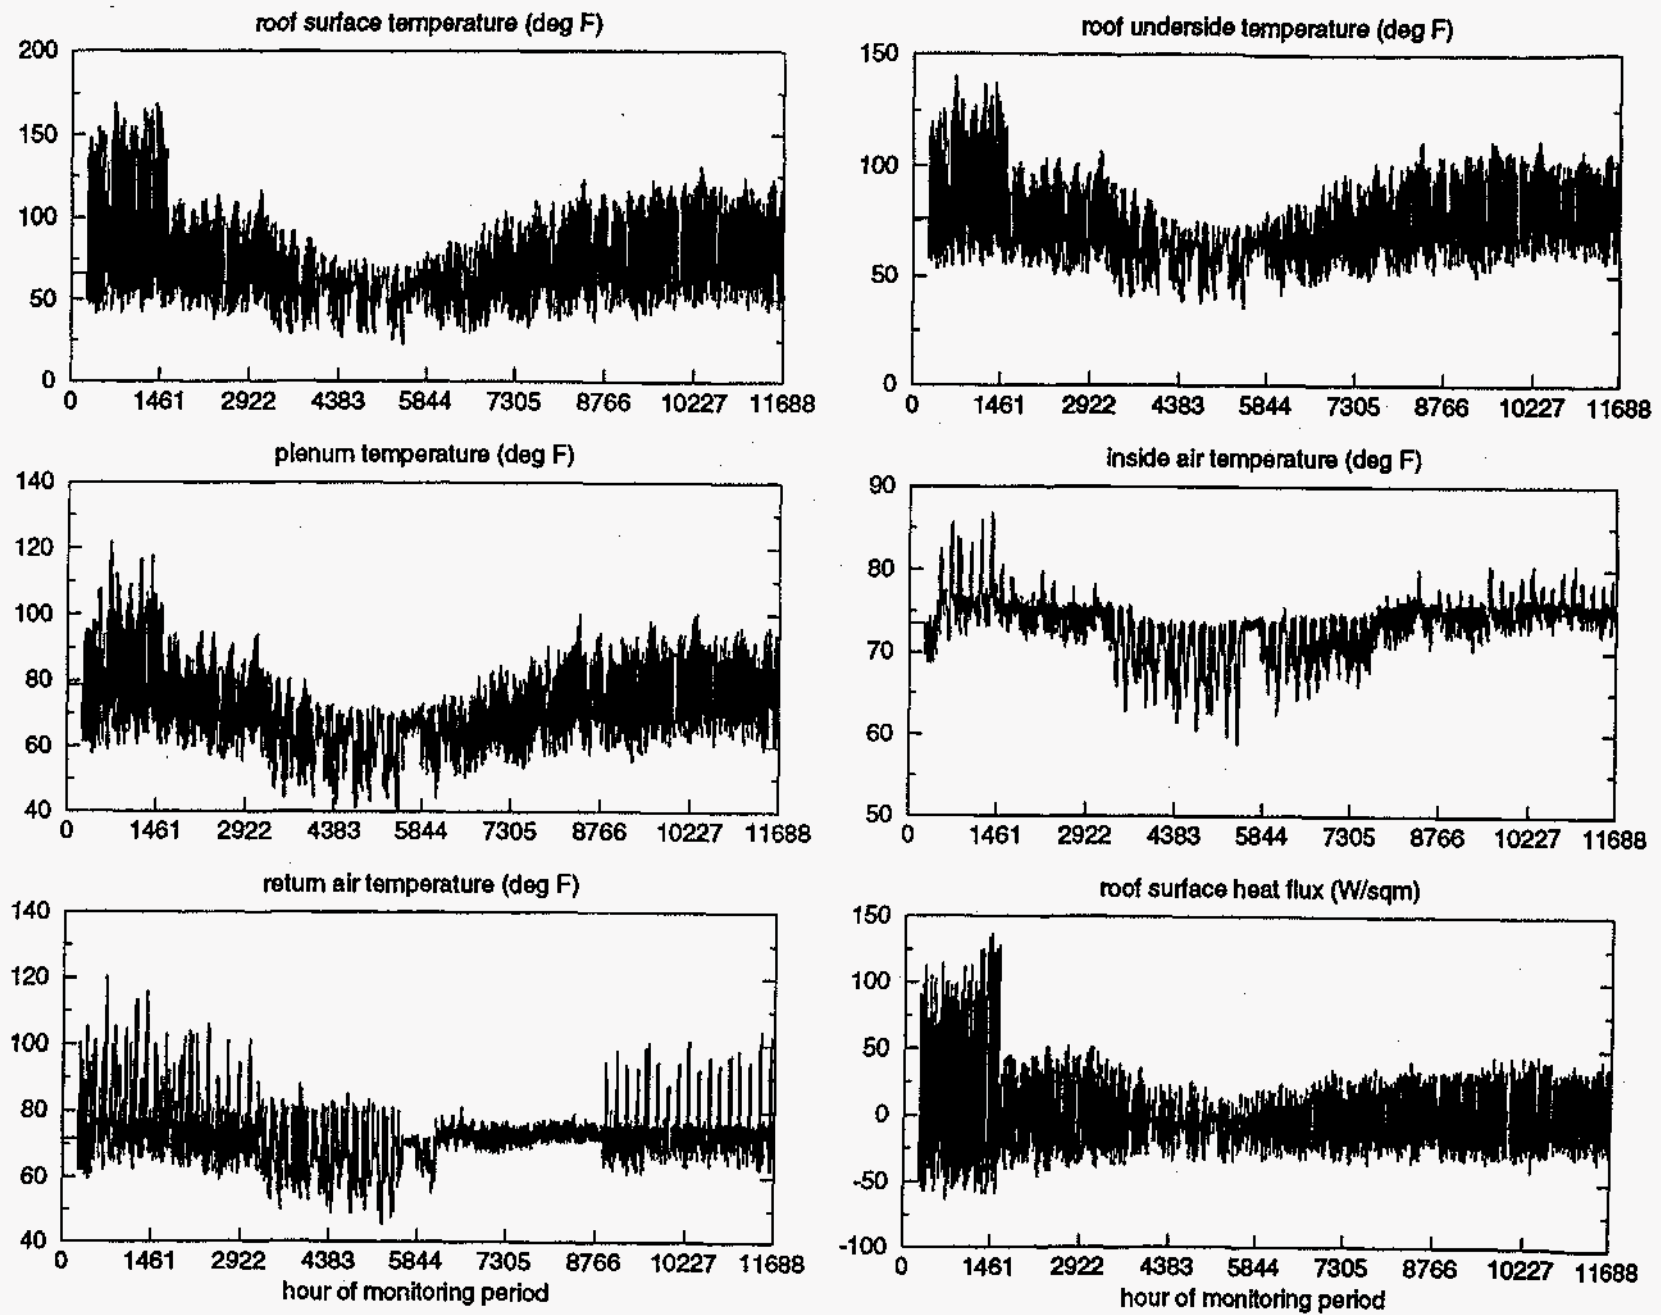 roof surface temperature (deg F)
200
150
100
50
0
0 1461 2922 4383 5844 7305 8766 10227 11688
roof underside temperature (deg F)
150
100
50
0
0 1461 2922 4383 5844 7305 8766 10227 11688
plenum temperature (deg F)
140
120
100
80
60
40
0 1461 2922 4383 5844 7305 8766 10227 11688
inside air temperature (deg F)
90
80
70
60
50
0 1461 2922 4383 5844 7305 8766 10227 11688
return air temperature (deg F)
140
120
100
80
60
40
0 1461 2922 4383 5844 7305 8766 10227 11688
hour of monitoring period
roof surface heat flux (W/sqm)
150
100
50
0
-50
-100
0 1461 2922 4383 5844 7305 8766 10227 11688
hour of monitoring period